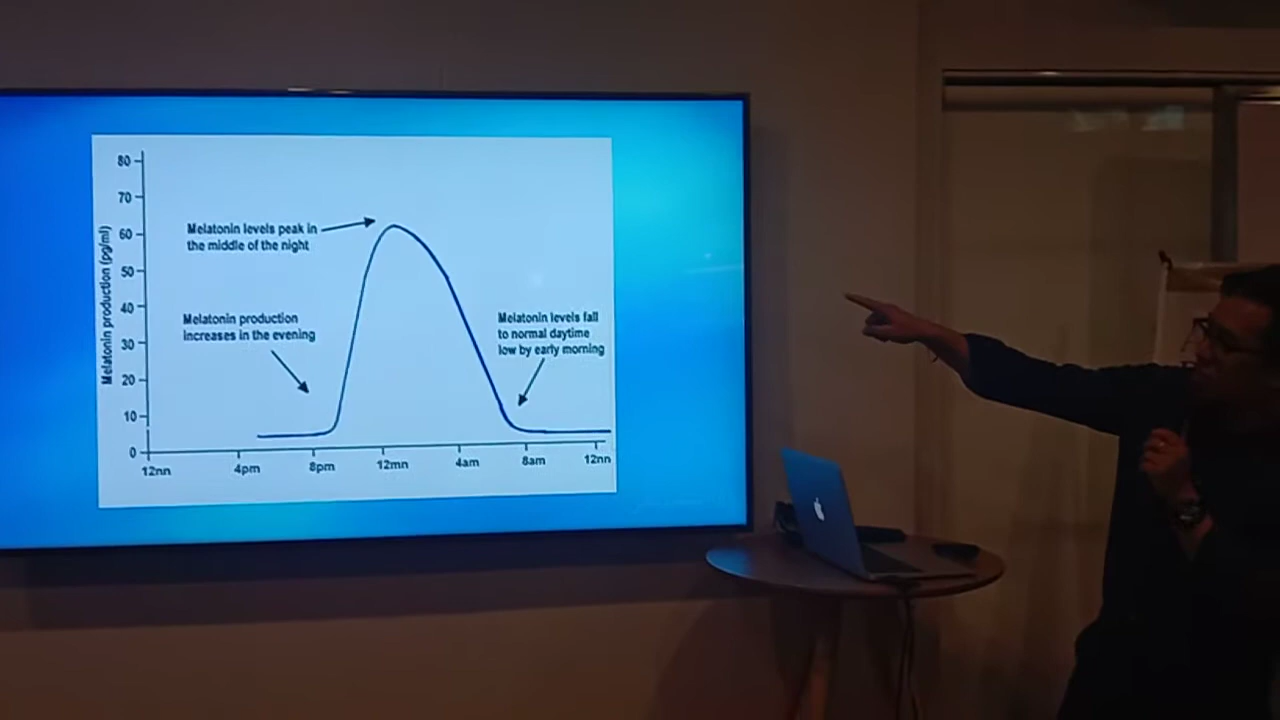 80
70
Melatonin levels peak in
the middle of the night
60
50
40
Melatonin production
increases in the evening
Melatonin levels fall
to normal daytime
low by early morning
30
20
10
0
Melatonin production (pg/ml)
12nn 4pm 8pm 12mn 4am 8am 12nn